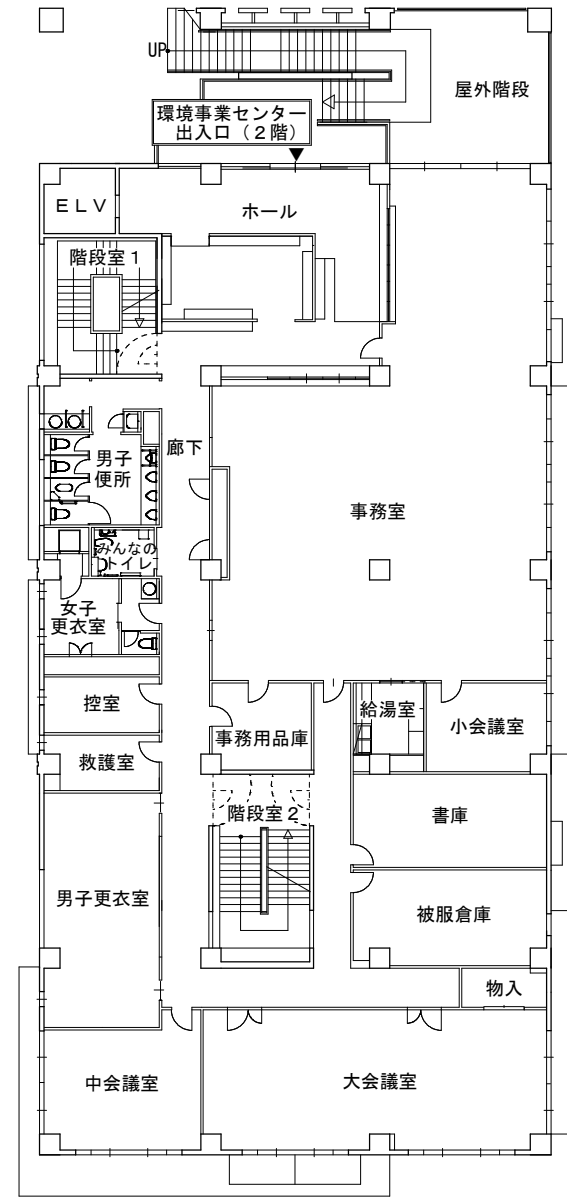 UP
屋外階段
環境事業センター
出入口（２階）
ＥＬＶ
ホール
階段室１
男子
便所
廊下
事務室
みんなの
トイレ
女子
更衣室
控室
事務用品庫
給湯室
小会議室
救護室
階段室２
書庫
男子更衣室
被服倉庫
物入
中会議室
大会議室